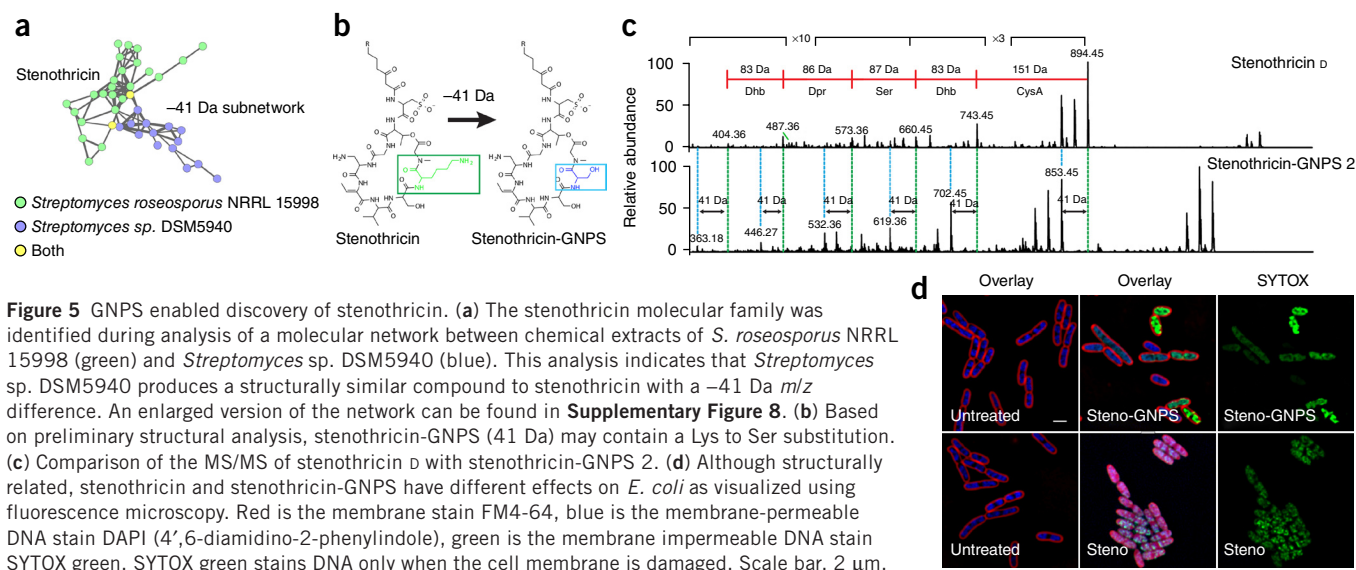 a
Stenothricin
–41 Da subnetwork
Streptomyces roseosporus NRRL 15998
Streptomyces sp. DSM5940
Both
b
R
–41 Da
Stenothricin
Stenothricin-GNPS
c
×10
×3
894.45
83 Da 86 Da 87 Da 83 Da 151 Da
Stenothricin D
Dhb Dpr Ser Dhb CysA
100
50
0
404.36 487.36 573.36 660.45 743.45
Stenothricin-GNPS 2
853.45
100
50
0
702.45
41 Da 41 Da 41 Da 41 Da 41 Da 41 Da
363.18 446.27 532.36 619.36
Relative abundance
d
Overlay Overlay SYTOX
Untreated Steno-GNPS Steno-GNPS
Untreated Steno Steno
Figure 5 GNPS enabled discovery of stenothricin. (a) The stenothricin molecular family was
identified during analysis of a molecular network between chemical extracts of S. roseosporus NRRL
15998 (green) and Streptomyces sp. DSM5940 (blue). This analysis indicates that Streptomyces
sp. DSM5940 produces a structurally similar compound to stenothricin with a –41 Da m/z
difference. An enlarged version of the network can be found in Supplementary Figure 8. (b) Based
on preliminary structural analysis, stenothricin-GNPS (41 Da) may contain a Lys to Ser substitution.
(c) Comparison of the MS/MS of stenothricin D with stenothricin-GNPS 2. (d) Although structurally
related, stenothricin and stenothricin-GNPS have different effects on E. coli as visualized using
fluorescence microscopy. Red is the membrane stain FM4-64, blue is the membrane-permeable
DNA stain DAPI (4′,6-diamidino-2-phenylindole), green is the membrane impermeable DNA stain
SYTOX green. SYTOX green stains DNA only when the cell membrane is damaged. Scale bar, 2 μm.